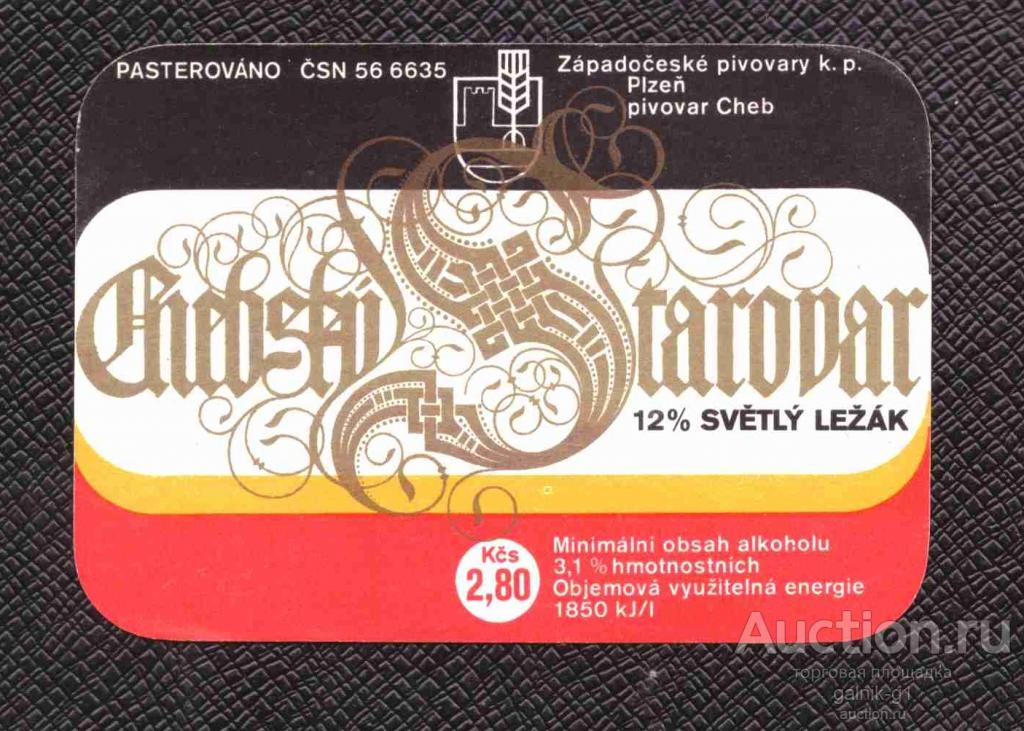 PASTEROVÁNO ČSN 56 6635
Západočeské pivovary k. p.
Plzeň
pivovar Cheb
Chebský Starovar
12% SVĚTLÝ LEŽÁK
Kčs
2,80
Minimální obsah alkoholu
3,1 % hmotnostních
Objemová využitelná energie
1850 kJ/l
Auction.ru
торговая площадка
galnik-g1
auction.ru